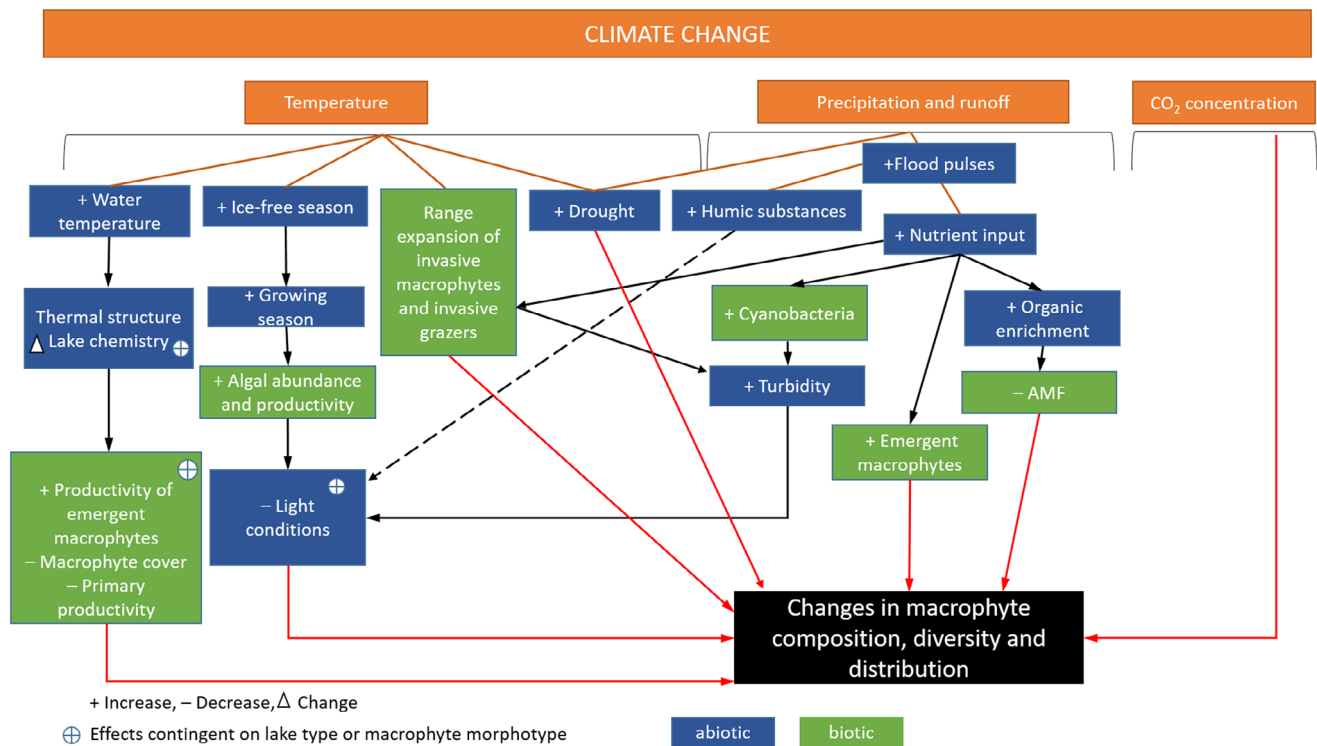 CLIMATE CHANGE
Temperature
Precipitation and runoff
CO₂ concentration
+Flood pulses
+ Water
temperature
+ Ice-free season
Range
expansion of
invasive
macrophytes
and invasive
grazers
+ Drought
+ Humic substances
+ Nutrient input
Thermal structure
Δ Lake chemistry ⊕
+ Growing
season
+ Cyanobacteria
+ Organic
enrichment
+ Algal abundance
and productivity
+ Turbidity
– AMF
+ Emergent
macrophytes
⊕
+ Productivity of
emergent
macrophytes
– Macrophyte cover
– Primary
productivity
⊕
– Light
conditions
Changes in macrophyte
composition, diversity and
distribution
+ Increase, – Decrease, Δ Change
⊕ Effects contingent on lake type or macrophyte morphotype
abiotic
biotic